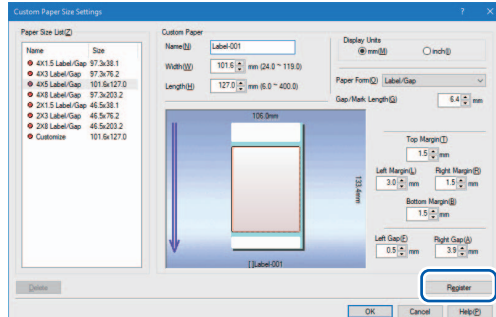 Custom Paper Size Settings
Paper Size List(Z)
Name Size
4X1.5 Label/Gap 97.3x38.1
4X3 Label/Gap 97.3x76.2
4X5 Label/Gap 101.6x127.0
4X8 Label/Gap 97.3x203.2
2X1.5 Label/Gap 46.5x38.1
2X3 Label/Gap 46.5x76.2
2X8 Label/Gap 46.5x203.2
Customize 101.6x127.0
Delete
Custom Paper
Name(N) Label-001
Width(W) 101.6 mm (24.0 ~ 119.0)
Length(H) 127.0 mm (6.0 ~ 400.0)
Display Units
mm(M) inch(I)
Paper Form(O) Label/Gap
Gap/Mark Length(G) 6.4 mm
106.0mm
133.4mm
[]Label-001
Top Margin(T)
1.5 mm
Left Margin(L) Right Margin(R)
3.0 mm 1.5 mm
Bottom Margin(B)
1.5 mm
Left Gap(F) Right Gap(A)
0.5 mm 3.9 mm
Register
OK Cancel Help(P)